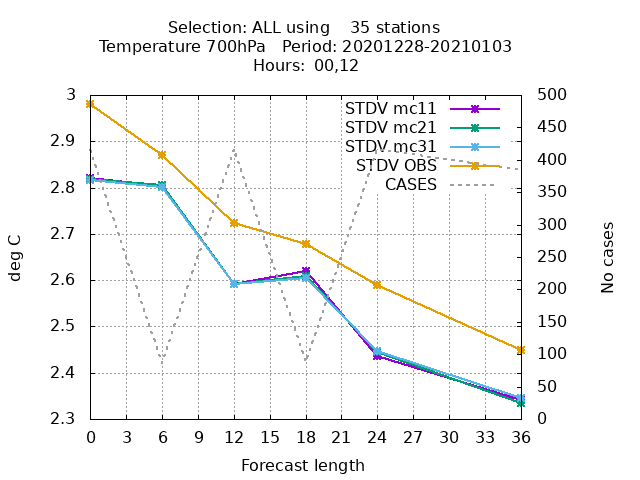 Selection: ALL using    35 stations
Temperature 700hPa   Period: 20201228-20210103
Hours:  00,12
3
2.9
2.8
2.7
2.6
2.5
2.4
2.3
deg C
STDV mc11
STDV mc21
STDV mc31
STDV OBS
CASES
500
450
400
350
300
250
200
150
100
50
0
No cases
0 3 6 9 12 15 18 21 24 27 30 33 36
Forecast length